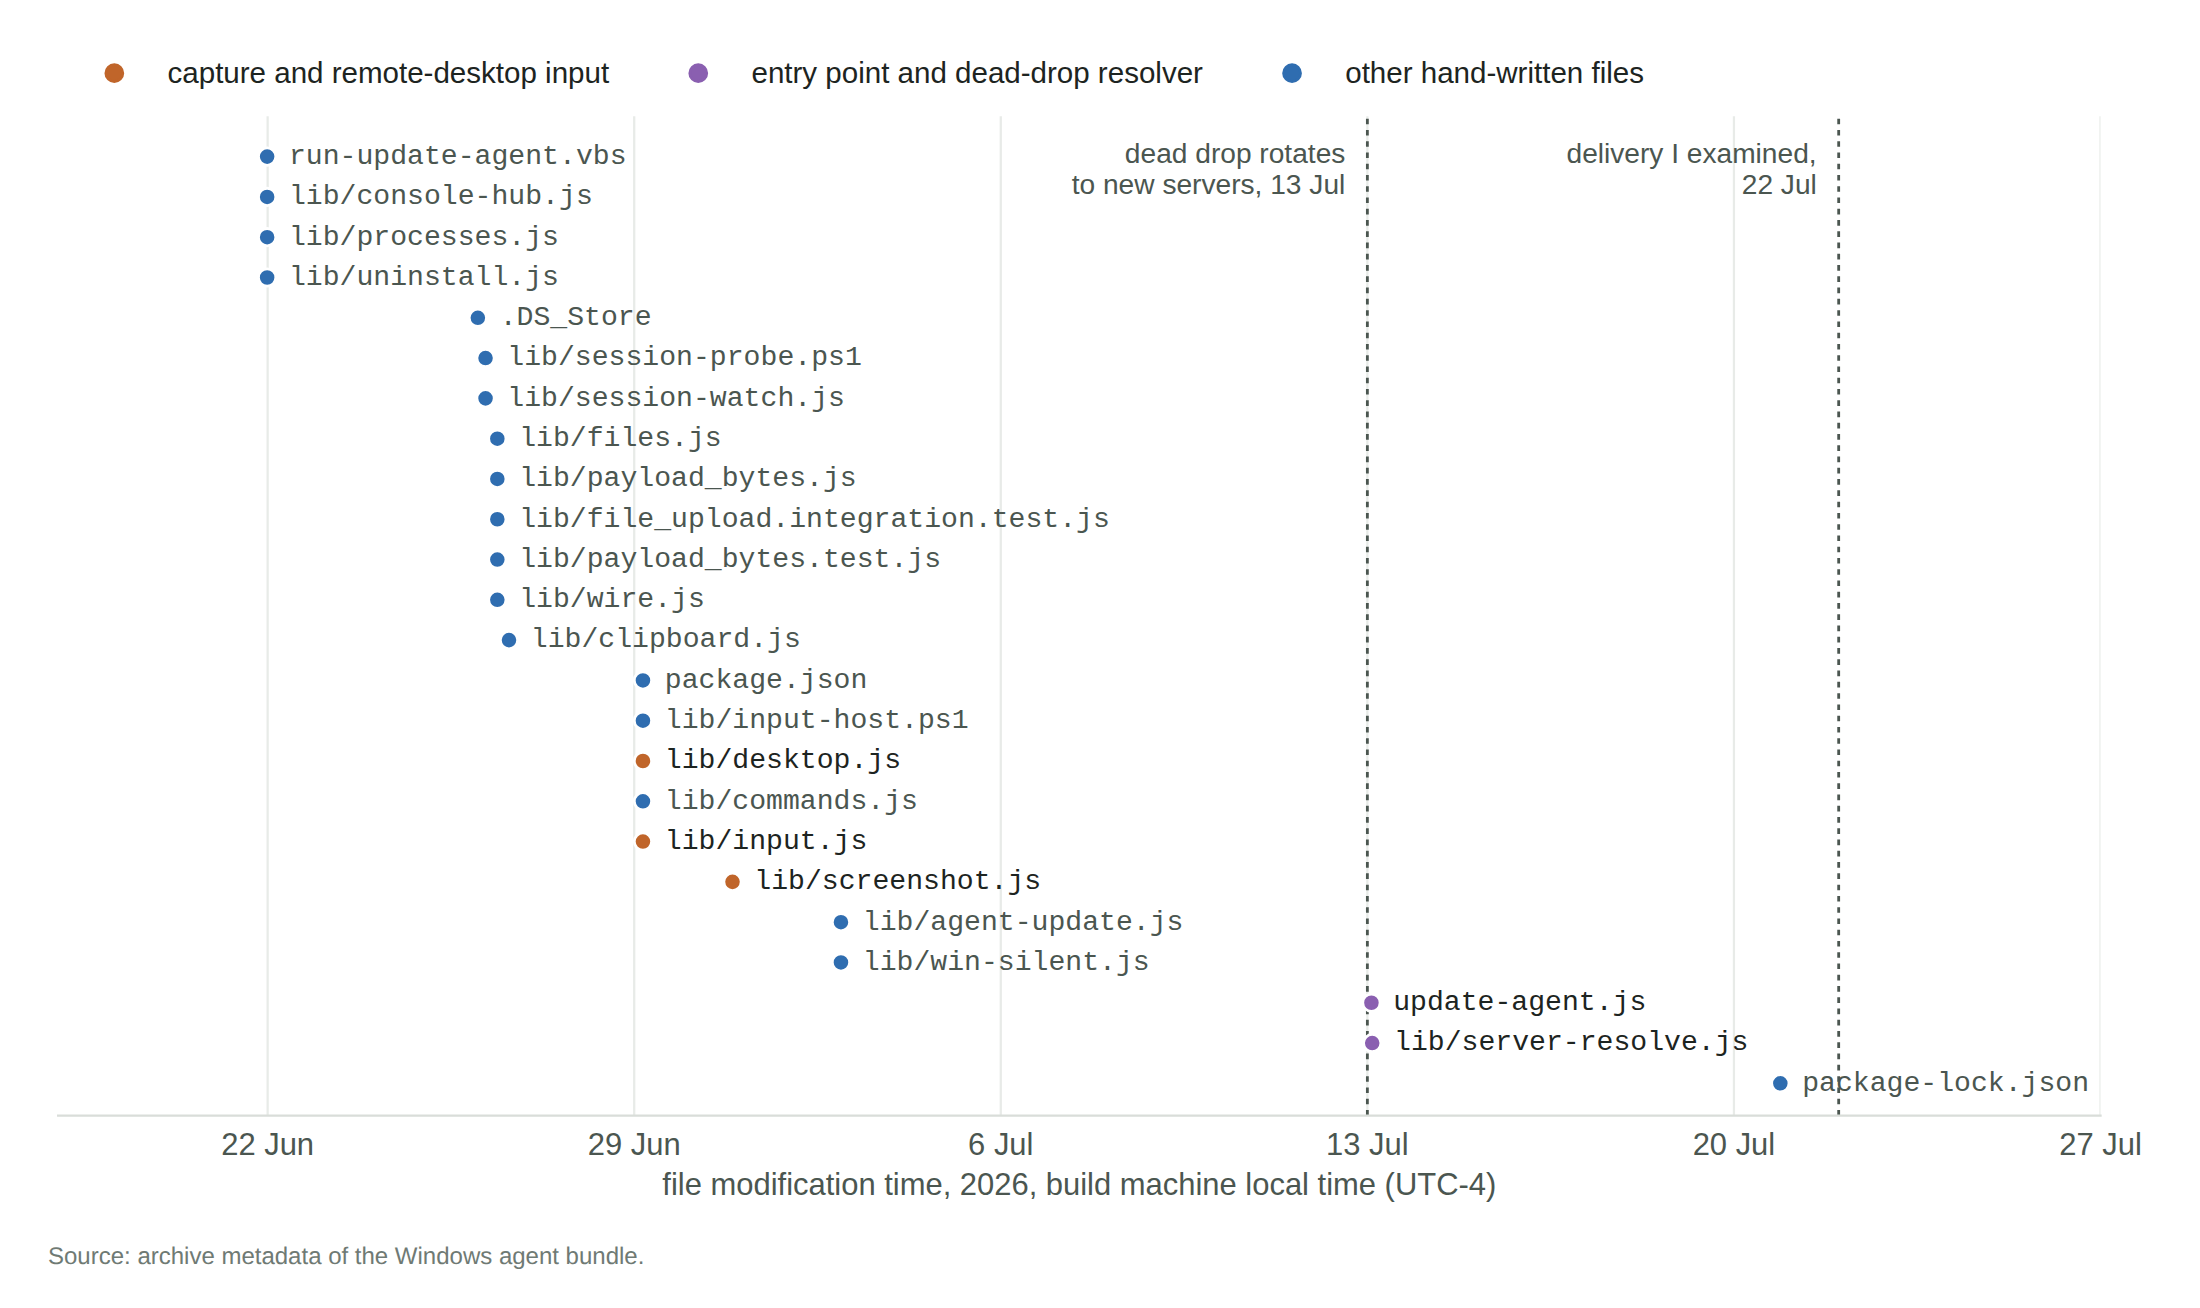 capture and remote-desktop input
entry point and dead-drop resolver
other hand-written files
dead drop rotates
to new servers, 13 Jul
delivery I examined,
22 Jul
run-update-agent.vbs
lib/console-hub.js
lib/processes.js
lib/uninstall.js
.DS_Store
lib/session-probe.ps1
lib/session-watch.js
lib/files.js
lib/payload_bytes.js
lib/file_upload.integration.test.js
lib/payload_bytes.test.js
lib/wire.js
lib/clipboard.js
package.json
lib/input-host.ps1
lib/desktop.js
lib/commands.js
lib/input.js
lib/screenshot.js
lib/agent-update.js
lib/win-silent.js
update-agent.js
lib/server-resolve.js
package-lock.json
22 Jun
29 Jun
6 Jul
13 Jul
20 Jul
27 Jul
file modification time, 2026, build machine local time (UTC-4)
Source: archive metadata of the Windows agent bundle.